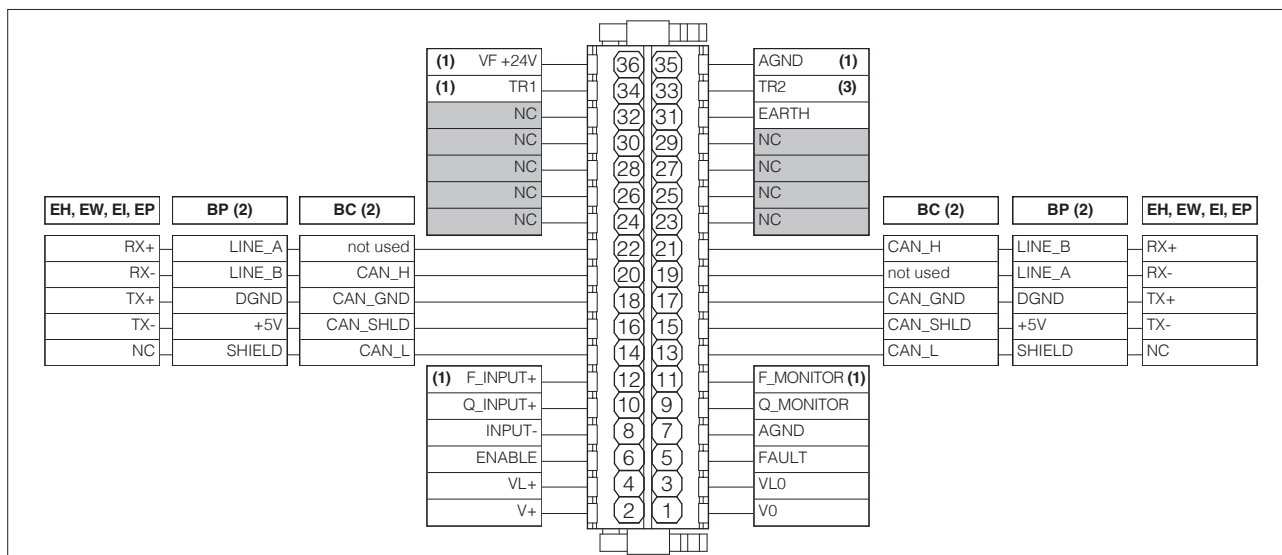 (1) VF +24V 36 35 AGND (1)
(1) TR1 34 33 TR2 (3)
NC 32 31 EARTH
NC 30 29 NC
NC 28 27 NC
NC 26 25 NC
EH, EW, EI, EP BP (2) BC (2) NC 24 23 NC BC (2) BP (2) EH, EW, EI, EP
RX+ LINE_A not used 22 21 CAN_H LINE_B RX+
RX- LINE_B CAN_H 20 19 not used LINE_A RX-
TX+ DGND CAN_GND 18 17 CAN_GND DGND TX+
TX- +5V CAN_SHLD 16 15 CAN_SHLD +5V TX-
NC SHIELD CAN_L 14 13 CAN_L SHIELD NC
(1) F_INPUT+ 12 11 F_MONITOR (1)
Q_INPUT+ 10 9 Q_MONITOR
INPUT- 8 7 AGND
ENABLE 6 5 FAULT
VL+ 4 3 VL0
V+ 2 1 V0